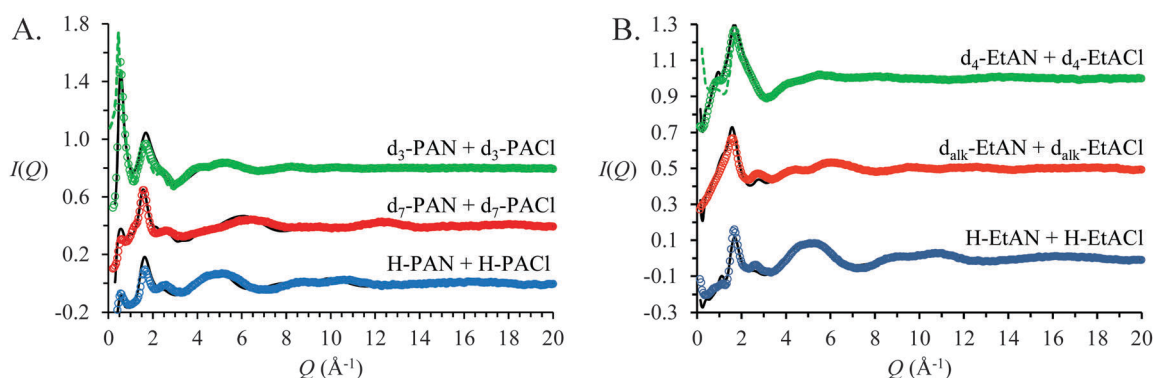 A.
1.8
1.4
1.0
0.6
0.2
-0.2
I(Q)
d₃-PAN + d₃-PACl
d₇-PAN + d₇-PACl
H-PAN + H-PACl
0 2 4 6 8 10 12 14 16 18 20
Q (Å⁻¹)
B.
1.3
1.1
0.9
0.7
0.5
0.3
0.1
-0.1
-0.3
I(Q)
d₄-EtAN + d₄-EtACl
dₐₗₖ-EtAN + dₐₗₖ-EtACl
H-EtAN + H-EtACl
0 2 4 6 8 10 12 14 16 18 20
Q (Å⁻¹)